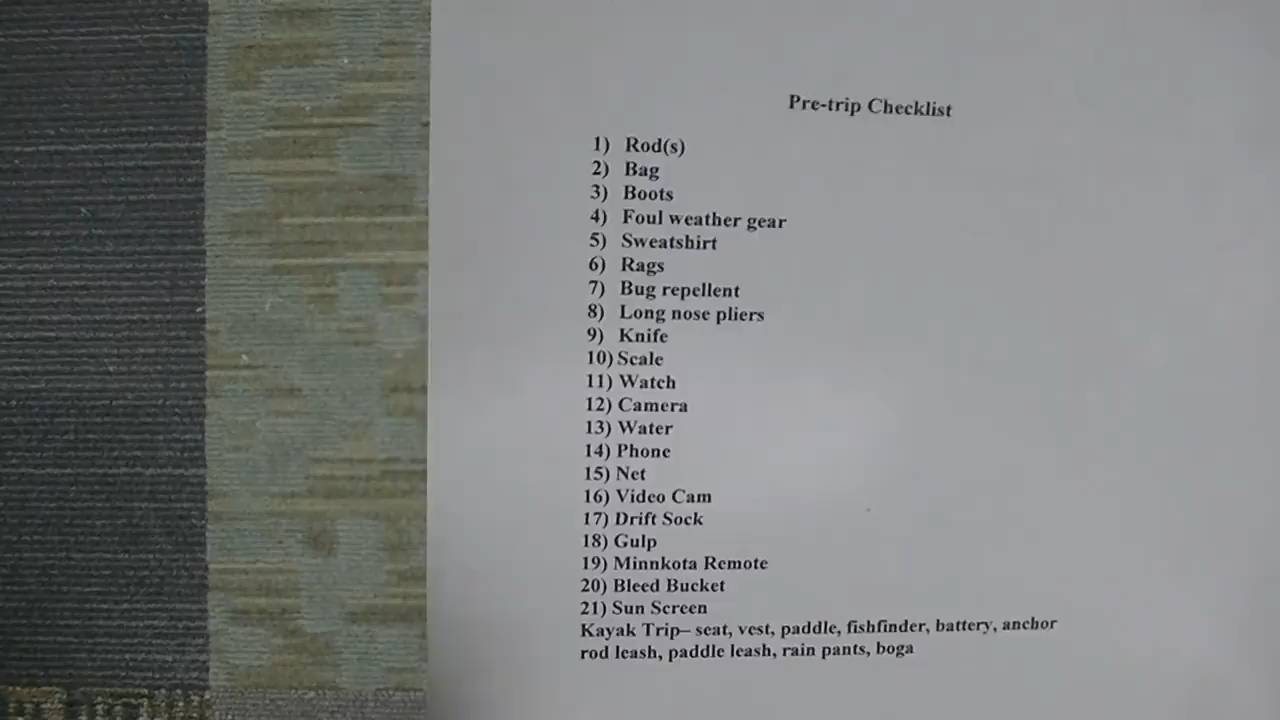 Pre-trip Checklist
1) Rod(s)
2) Bag
3) Boots
4) Foul weather gear
5) Sweatshirt
6) Rags
7) Bug repellent
8) Long nose pliers
9) Knife
10) Scale
11) Watch
12) Camera
13) Water
14) Phone
15) Net
16) Video Cam
17) Drift Sock
18) Gulp
19) Minnkota Remote
20) Bleed Bucket
21) Sun Screen
Kayak Trip– seat, vest, paddle, fishfinder, battery, anchor
rod leash, paddle leash, rain pants, boga